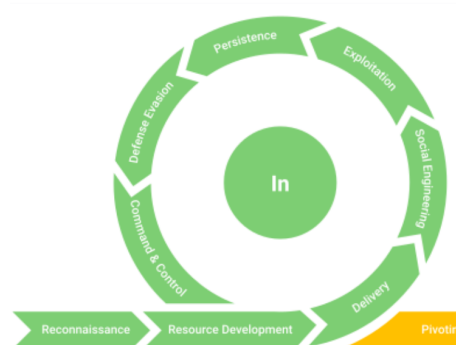 Persistence
Exploitation
Defense Evasion
Social Engineering
In
Command & Control
Delivery
Reconnaissance
Resource Development